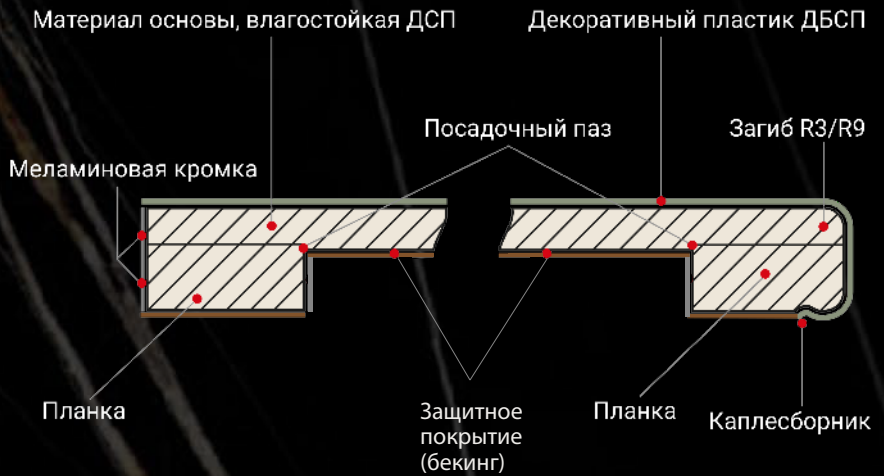 Материал основы, влагостойкая ДСП
Декоративный пластик ДБСП
Посадочный паз
Загиб R3/R9
Меламиновая кромка
Планка
Защитное
покрытие
(бекинг)
Планка
Каплесборник